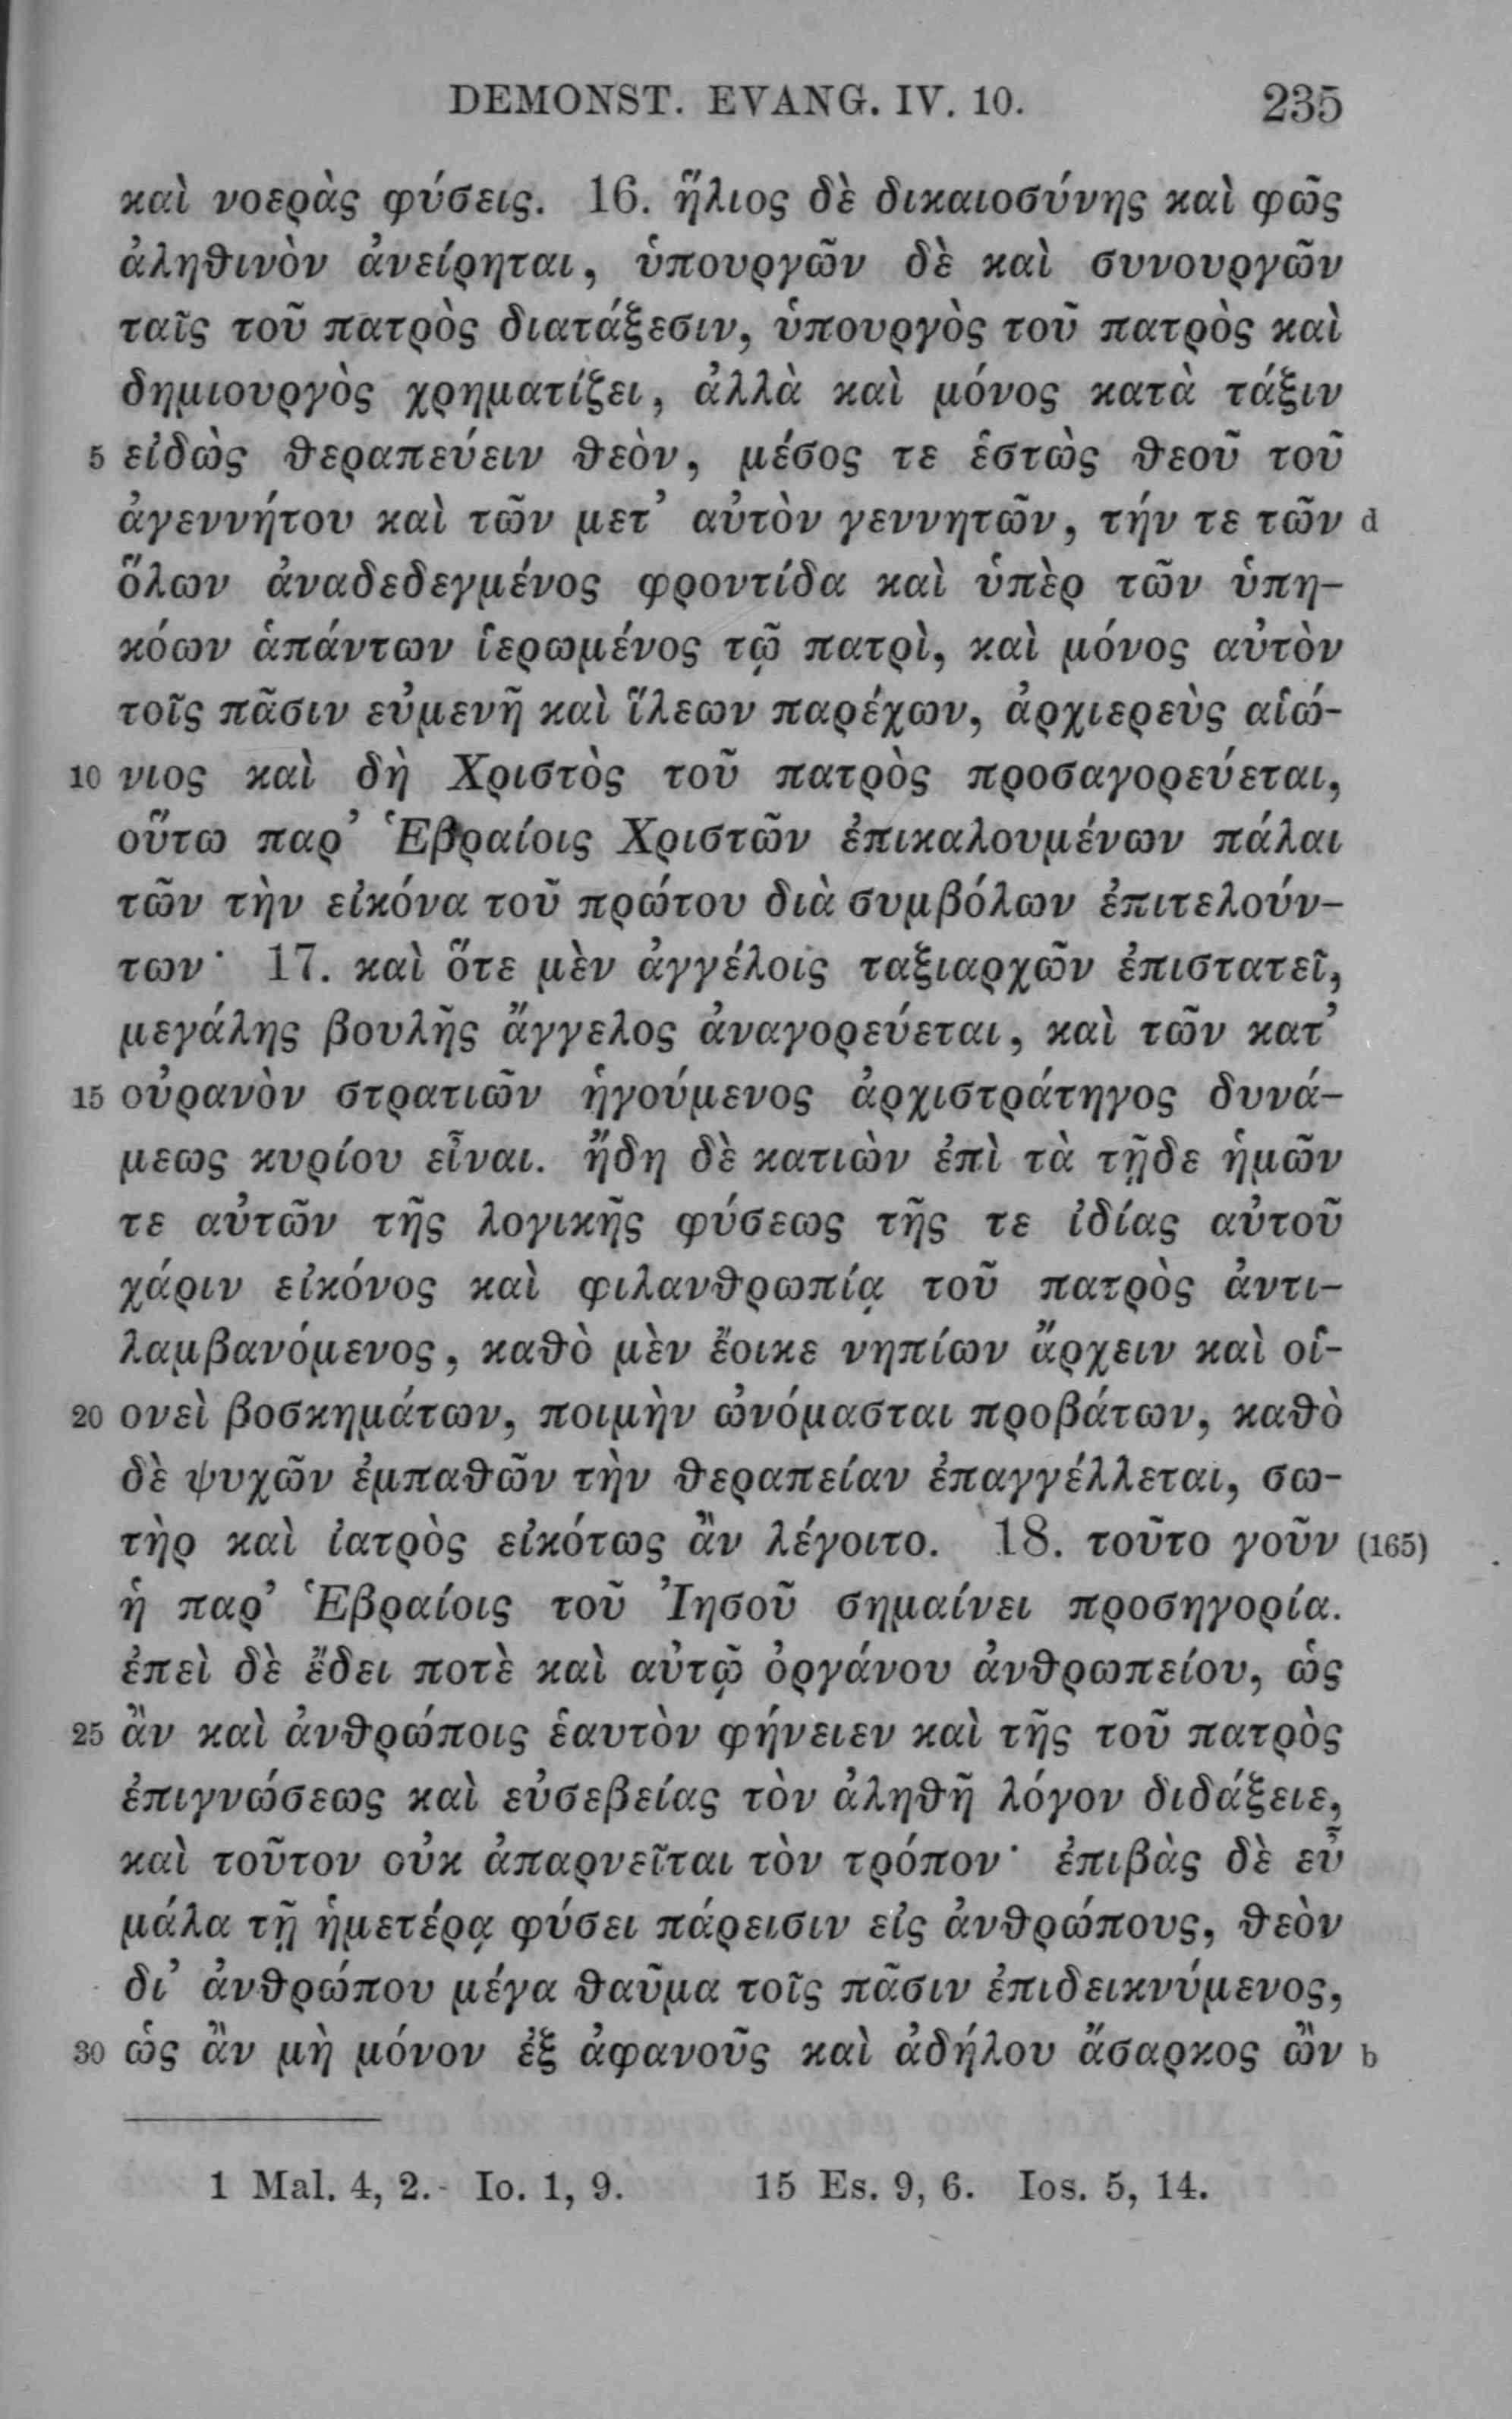 DEMONST. EVANG. IV. 10. 235
καὶ νοερὰς φύσεις. 16. ἥλιος δὲ δικαιοσύνης καὶ φῶς
ἀληθινὸν ἀνείρηται, ὑπουργῶν δὲ καὶ συνουργῶν
ταῖς τοῦ πατρὸς διατάξεσιν, ὑπουργὸς τοῦ πατρὸς καὶ
δημιουργὸς χρηματίζει, ἀλλὰ καὶ μόνος κατὰ τάξιν
5 εἰδὼς θεραπεύειν θεὸν, μέσος τε ἑστὼς θεοῦ τοῦ
ἀγεννήτου καὶ τῶν μετ’ αὐτὸν γεννητῶν, τήν τε τῶν d
ὅλων ἀναδεδεγμένος φροντίδα καὶ ὑπὲρ τῶν ὑπη-
κόων ἁπάντων ἱερωμένος τῷ πατρὶ, καὶ μόνος αὐτὸν
τοῖς πᾶσιν εὐμενῆ καὶ ἵλεων παρέχων, ἀρχιερεὺς αἰώ-
10 νιος καὶ δὴ Χριστὸς τοῦ πατρὸς προσαγορεύεται,
οὕτω παρ’ Ἑβραίοις Χριστῶν ἐπικαλουμένων πάλαι
τῶν τὴν εἰκόνα τοῦ πρώτου διὰ συμβόλων ἐπιτελούν-
των· 17. καὶ ὅτε μὲν ἀγγέλοις ταξιαρχῶν ἐπιστατεῖ,
μεγάλης βουλῆς ἄγγελος ἀναγορεύεται, καὶ τῶν κατ’
15 οὐρανὸν στρατιῶν ἡγούμενος ἀρχιστράτηγος δυνά-
μεως κυρίου εἶναι. ἤδη δὲ κατιὼν ἐπὶ τὰ τῇδε ἡμῶν
τε αὐτῶν τῆς λογικῆς φύσεως τῆς τε ἰδίας αὐτοῦ
χάριν εἰκόνος καὶ φιλανθρωπίᾳ τοῦ πατρὸς ἀντι-
λαμβανόμενος, καθὸ μὲν ἔοικε νηπίων ἄρχειν καὶ οἱ-
20 ονεὶ βοσκημάτων, ποιμὴν ὠνόμασται προβάτων, καθὸ
δὲ ψυχῶν ἐμπαθῶν τὴν θεραπείαν ἐπαγγέλλεται, σω-
τὴρ καὶ ἰατρὸς εἰκότως ἂν λέγοιτο. 18. τοῦτο γοῦν (165)
ἡ παρ’ Ἑβραίοις τοῦ Ἰησοῦ σημαίνει προσηγορία.
ἐπεὶ δὲ ἔδει ποτὲ καὶ αὐτῷ ὀργάνου ἀνθρωπείου, ὡς
25 ἂν καὶ ἀνθρώποις ἑαυτὸν φήνειεν καὶ τῆς τοῦ πατρὸς
ἐπιγνώσεως καὶ εὐσεβείας τὸν ἀληθῆ λόγον διδάξειε,
καὶ τοῦτον οὐκ ἀπαρνεῖται τὸν τρόπον· ἐπιβὰς δὲ εὖ
μάλα τῇ ἡμετέρᾳ φύσει πάρεισιν εἰς ἀνθρώπους, θεὸν
δι’ ἀνθρώπου μέγα θαῦμα τοῖς πᾶσιν ἐπιδεικνύμενος,
30 ὡς ἂν μὴ μόνον ἐξ ἀφανοῦς καὶ ἀδήλου ἄσαρκος ὢν b
1 Mal. 4, 2. Io. 1, 9. 15 Es. 9, 6. Ios. 5, 14.